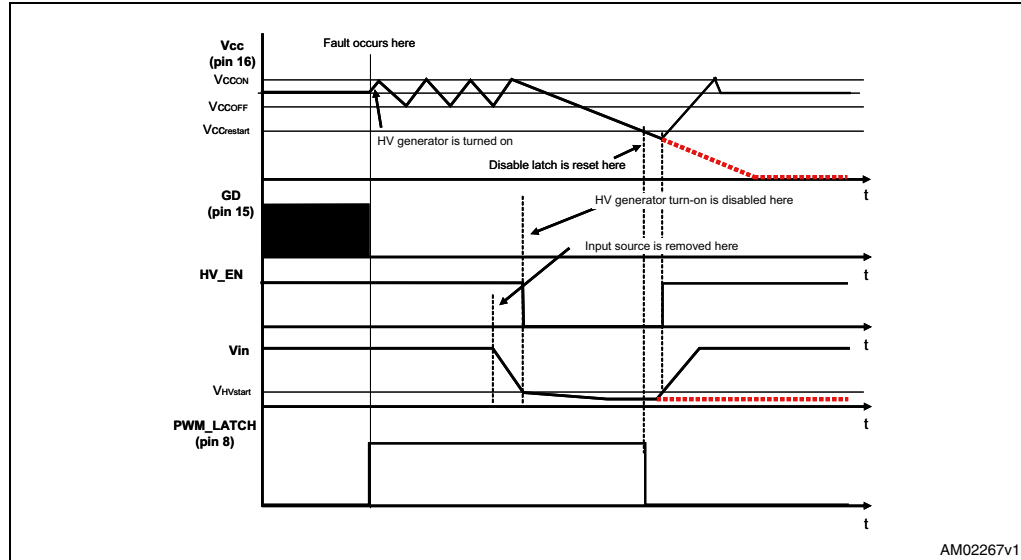 Vcc
(pin 16)
Fault occurs here
VCCON
VCCOFF
VCCrestart
HV generator is turned on
Disable latch is reset here
t
GD
(pin 15)
HV generator turn-on is disabled here
Input source is removed here
t
HV_EN
t
Vin
VHVstart
t
PWM_LATCH
(pin 8)
t
AM02267v1